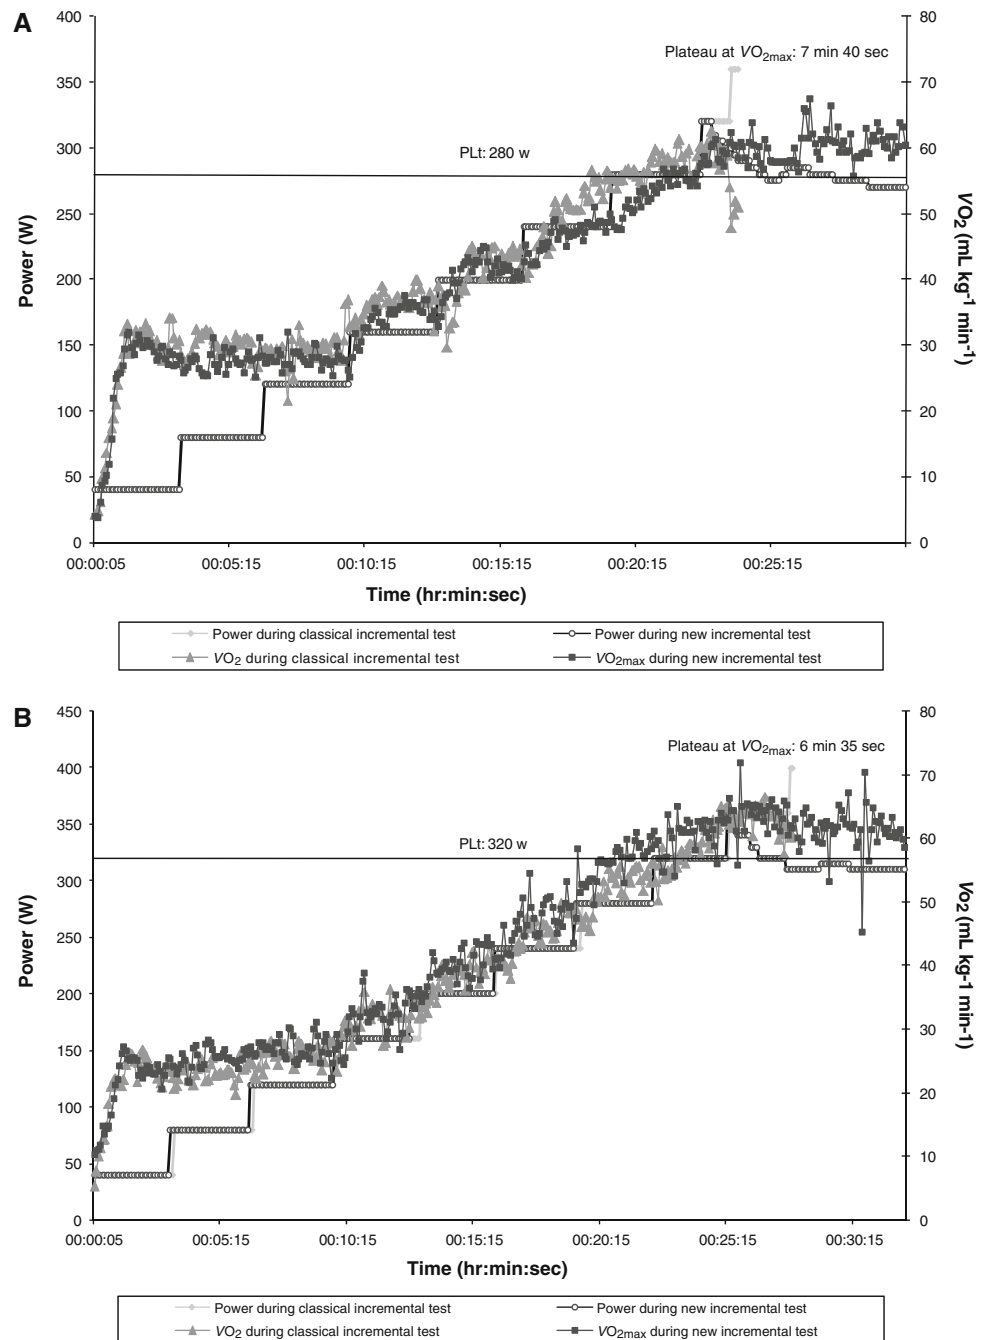 A
Plateau at VO2max: 7 min 40 sec
PLt: 280 w
400
350
300
250
200
150
100
50
0
Power (W)
80
70
60
50
40
30
20
10
0
VO2 (mL kg-1 min-1)
00:00:05 00:05:15 00:10:15 00:15:15 00:20:15 00:25:15
Time (hr:min:sec)
Power during classical incremental test Power during new incremental test
VO2 during classical incremental test VO2max during new incremental test
B
Plateau at VO2max: 6 min 35 sec
PLt: 320 w
450
400
350
300
250
200
150
100
50
0
Power (W)
80
70
60
50
40
30
20
10
0
Vo2 (mL kg-1 min-1)
00:00:05 00:05:15 00:10:15 00:15:15 00:20:15 00:25:15 00:30:15
Time (hr:min:sec)
Power during classical incremental test Power during new incremental test
VO2 during classical incremental test VO2max during new incremental test